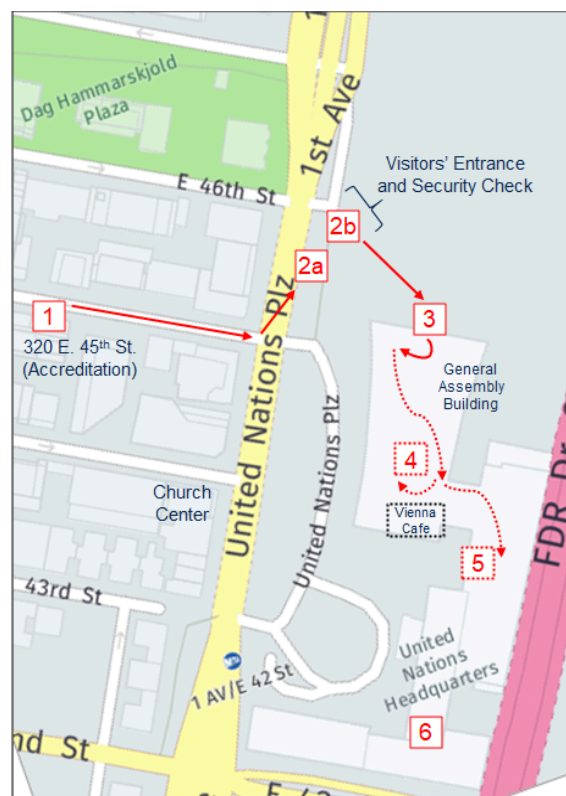 Dag Hammarskjold
Plaza
1st Ave
E 46th St
Visitors' Entrance
and Security Check
2b
2a
1
320 E. 45th St.
(Accreditation)
3
General
Assembly
Building
United Nations Plz
United Nations Plz
4
Vienna
Cafe
Church
Center
5
43rd St
FDR Dr
United
Nations
Headquarters
1 AV/E 42 St
6
nd St